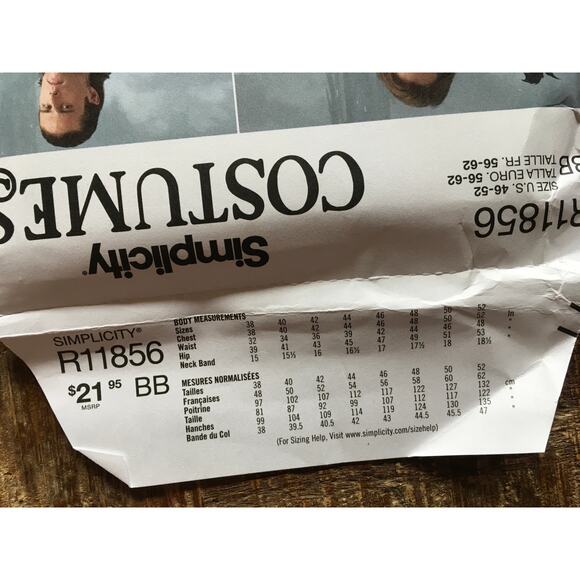 Simplicity
COSTUMES
R11856
BB
SIZE U.S. 46-52
TALLA EURO. 56-62
TAILLE FR. 56-62
SIMPLICITY®
R11856
$21.95 BB
MSRP
BODY MEASUREMENTS
Sizes 38 40 42 44 46 48 50 52 In
Chest 38 40 42 44 46 48 50 52 "
Waist 32 34 36 39 42 44 46 48 "
Hip 39 41 43 45 47 49 51 53 "
Neck Band 15 15½ 16 16½ 17 17½ 18 18½ "
MESURES NORMALISÉES
Tailles 38 40 42 44 46 48 50 52
Françaises 48 50 52 54 56 58 60 62 cm
Poitrine 97 102 107 112 117 122 127 132 "
Taille 81 87 92 99 107 112 117 122 "
Hanches 99 104 109 114 119 124 130 135 "
Bande du Col 38 39.5 40.5 42 43 44.5 45.5 47 "
(For Sizing Help, Visit www.simplicity.com/sizehelp)